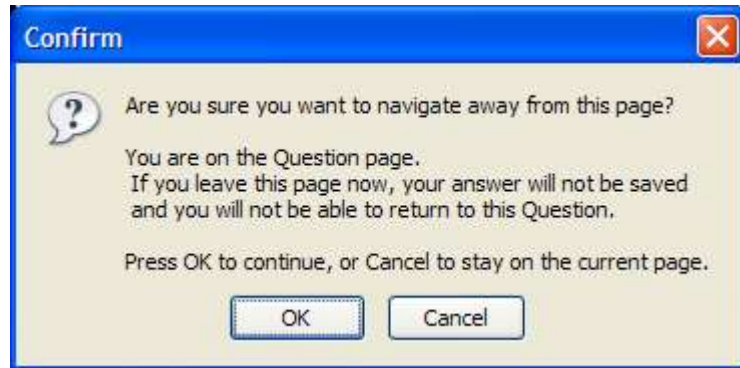 Confirm
Are you sure you want to navigate away from this page?
You are on the Question page.
If you leave this page now, your answer will not be saved
and you will not be able to return to this Question.
Press OK to continue, or Cancel to stay on the current page.
OK Cancel